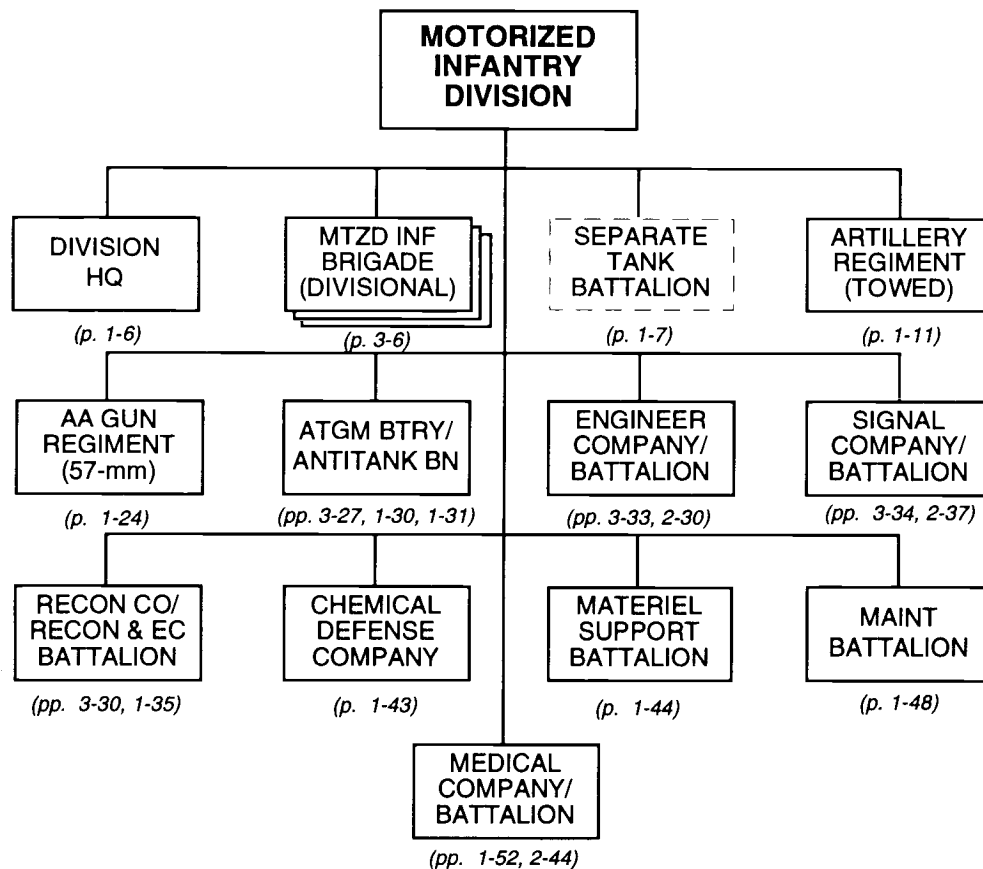 MOTORIZED
INFANTRY
DIVISION
DIVISION
HQ
(p. 1-6)
MTZD INF
BRIGADE
(DIVISIONAL)
(p. 3-6)
SEPARATE
TANK
BATTALION
(p. 1-7)
ARTILLERY
REGIMENT
(TOWED)
(p. 1-11)
AA GUN
REGIMENT
(57-mm)
(p. 1-24)
ATGM BTRY/
ANTITANK BN
(pp. 3-27, 1-30, 1-31)
ENGINEER
COMPANY/
BATTALION
(pp. 3-33, 2-30)
SIGNAL
COMPANY/
BATTALION
(pp. 3-34, 2-37)
RECON CO/
RECON & EC
BATTALION
(pp. 3-30, 1-35)
CHEMICAL
DEFENSE
COMPANY
(p. 1-43)
MATERIEL
SUPPORT
BATTALION
(p. 1-44)
MAINT
BATTALION
(p. 1-48)
MEDICAL
COMPANY/
BATTALION
(pp. 1-52, 2-44)